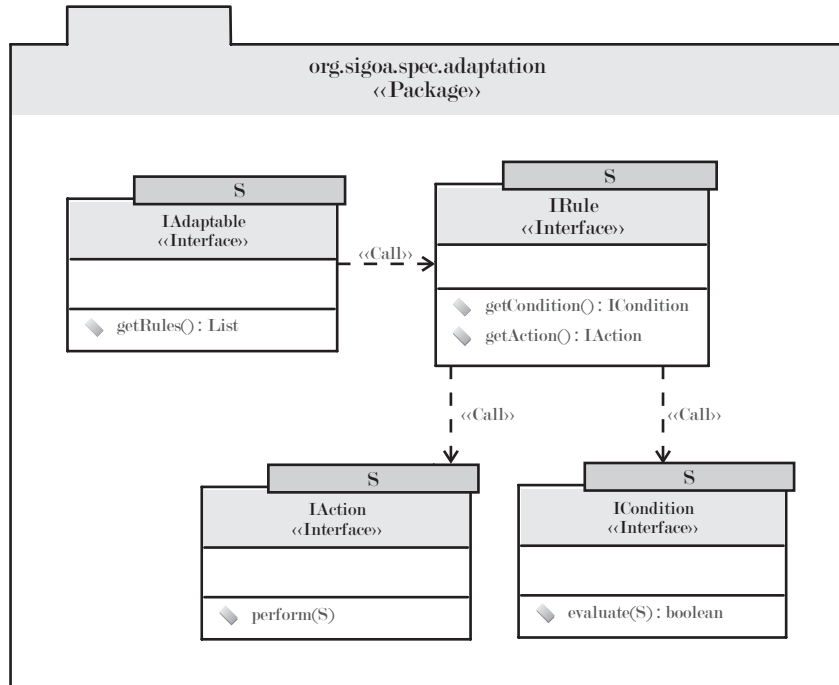 org.sigoa.spec.adaptation
‹‹Package››
S
IAdaptable
‹‹Interface››
getRules() : List
‹‹Call››
S
IRule
‹‹Interface››
getCondition() : ICondition
getAction() : IAction
‹‹Call››
‹‹Call››
S
IAction
‹‹Interface››
perform(S)
S
ICondition
‹‹Interface››
evaluate(S) : boolean